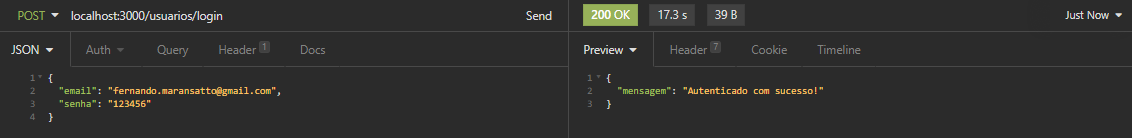 POST localhost:3000/usuarios/login Send 200 OK 17.3 s 39 B Just Now
JSON Auth Query Header 1 Docs Preview Header 7 Cookie Timeline
1 {
2 "email": "fernando.maransatto@gmail.com",
3 "senha": "123456"
4 }
1 {
2 "mensagem": "Autenticado com sucesso!"
3 }